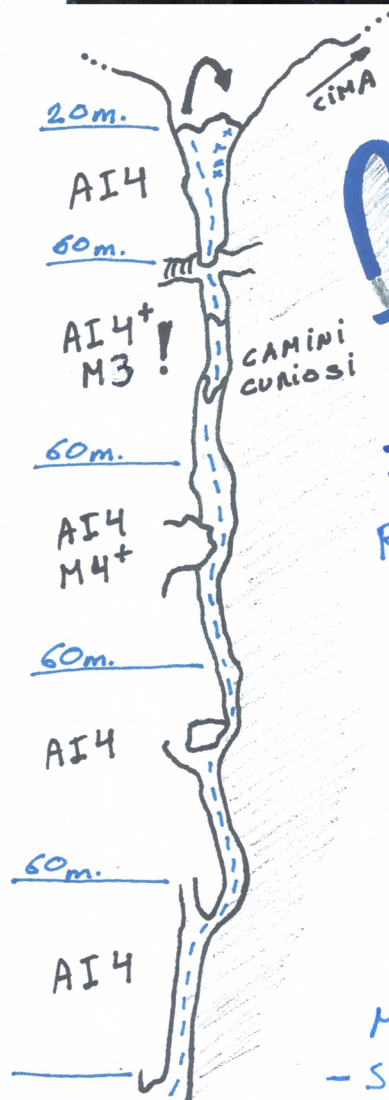 CIMA
20m.
AI4
60m.
AI4+
M3 !
CAMINI
CURIOSI
60m.
AI4
M4+
60m.
AI4
60m.
AI4
- S